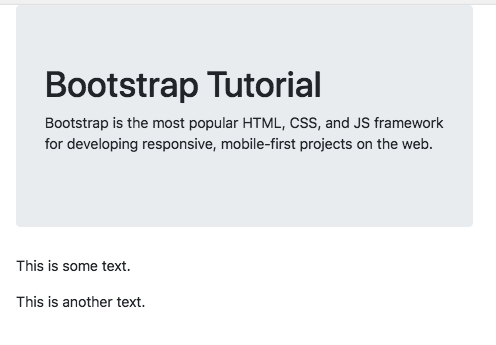 Bootstrap Tutorial
Bootstrap is the most popular HTML, CSS, and JS framework
for developing responsive, mobile-first projects on the web.
This is some text.
This is another text.